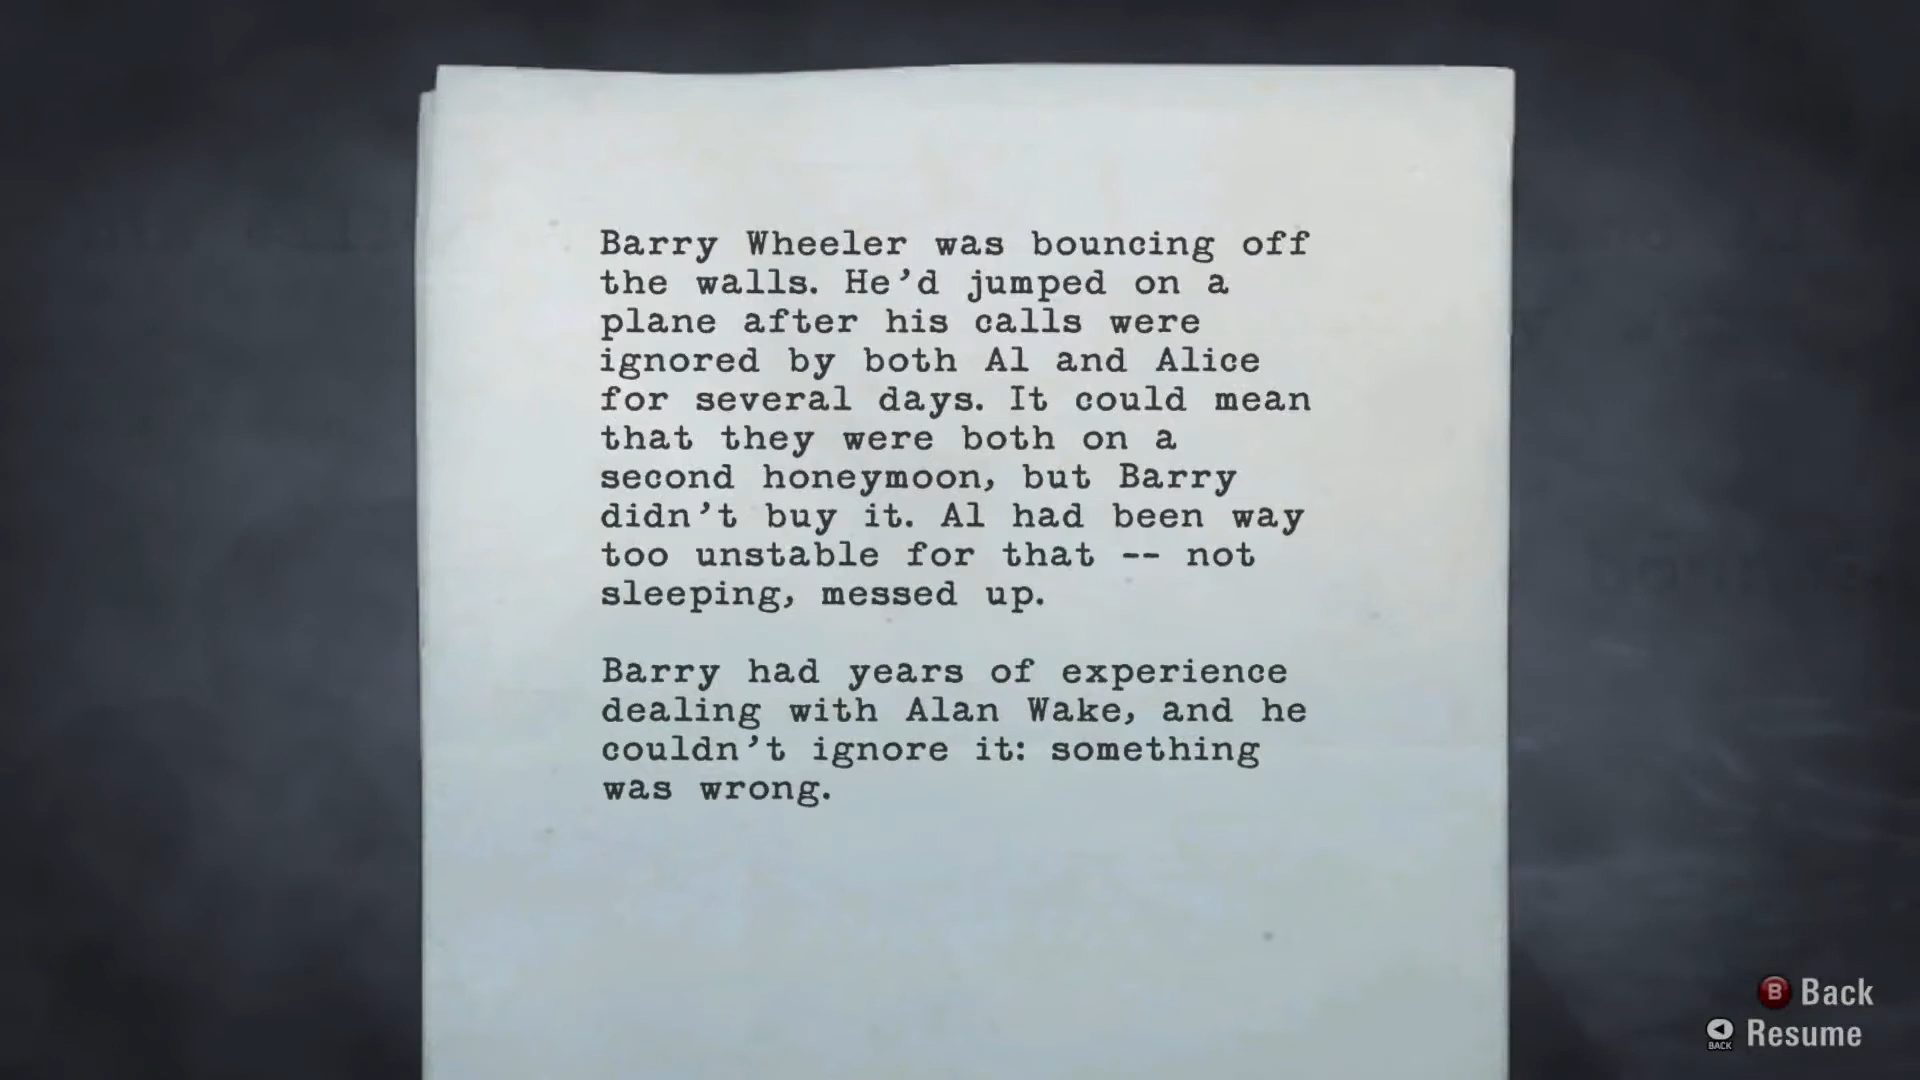 Barry Wheeler was bouncing off
the walls. He’d jumped on a
plane after his calls were
ignored by both Al and Alice
for several days. It could mean
that they were both on a
second honeymoon, but Barry
didn’t buy it. Al had been way
too unstable for that -- not
sleeping, messed up.
Barry had years of experience
dealing with Alan Wake, and he
couldn’t ignore it: something
was wrong.
B Back
BACK Resume